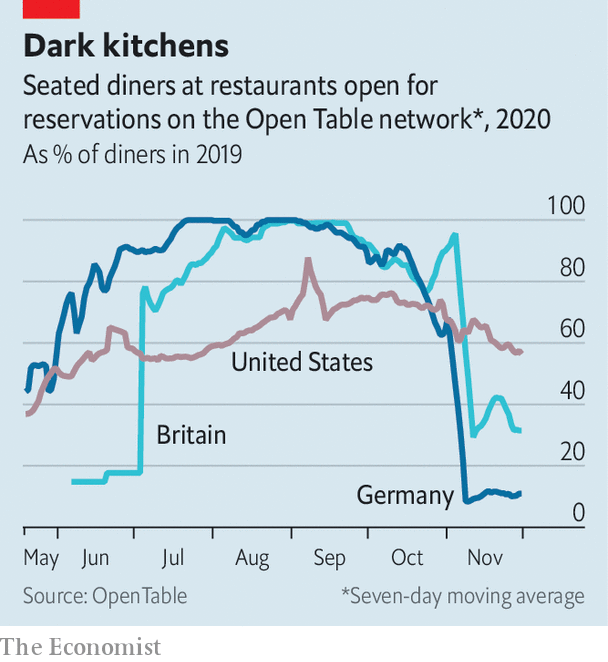 Dark kitchens
Seated diners at restaurants open for
reservations on the Open Table network*, 2020
As % of diners in 2019
100
80
60
United States
40
Britain
20
Germany
0
May Jun Jul Aug Sep Oct Nov
Source: OpenTable *Seven-day moving average
The Economist